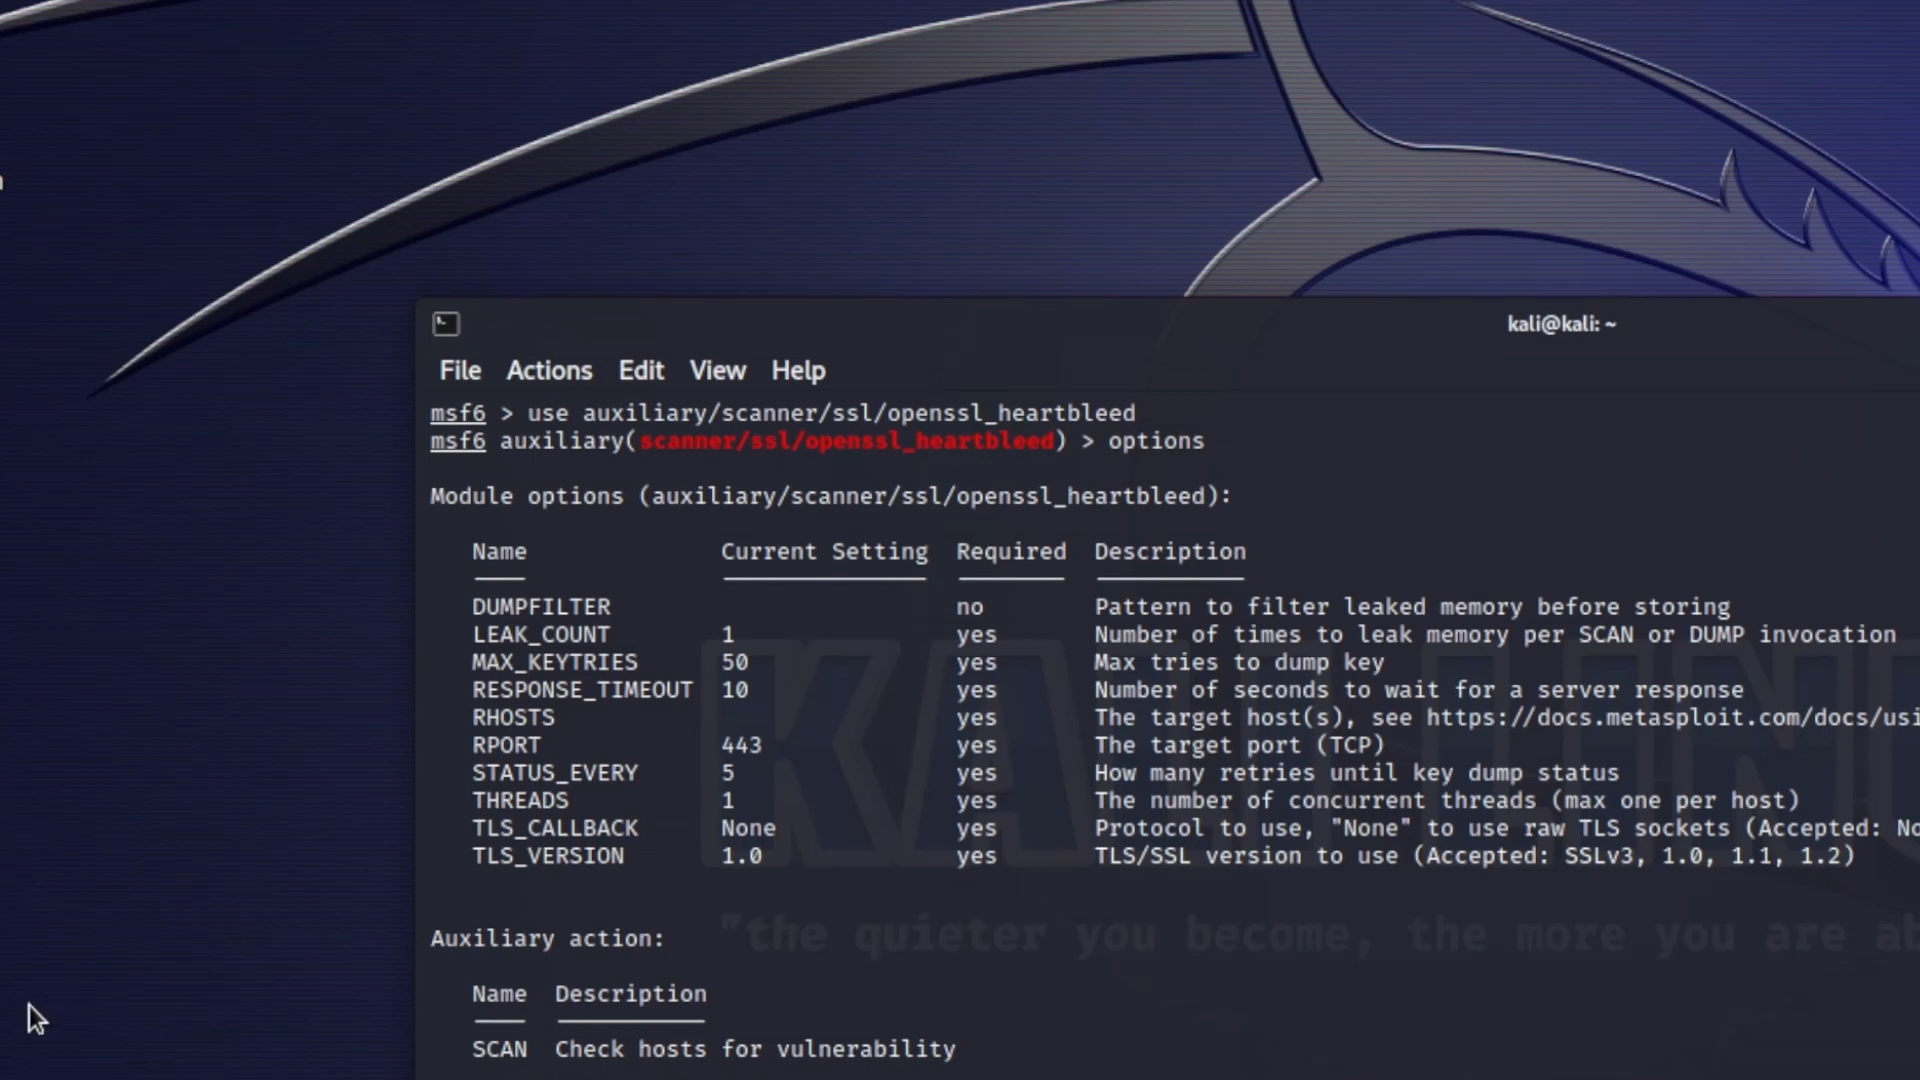 kali@kali: ~
File Actions Edit View Help
msf6 > use auxiliary/scanner/ssl/openssl_heartbleed
msf6 auxiliary(scanner/ssl/openssl_heartbleed) > options
Module options (auxiliary/scanner/ssl/openssl_heartbleed):
Name Current Setting Required Description
DUMPFILTER no Pattern to filter leaked memory before storing
LEAK_COUNT 1 yes Number of times to leak memory per SCAN or DUMP invocation
MAX_KEYTRIES 50 yes Max tries to dump key
RESPONSE_TIMEOUT 10 yes Number of seconds to wait for a server response
RHOSTS yes The target host(s), see https://docs.metasploit.com/docs/usi
RPORT 443 yes The target port (TCP)
STATUS_EVERY 5 yes How many retries until key dump status
THREADS 1 yes The number of concurrent threads (max one per host)
TLS_CALLBACK None yes Protocol to use, "None" to use raw TLS sockets (Accepted: No
TLS_VERSION 1.0 yes TLS/SSL version to use (Accepted: SSLv3, 1.0, 1.1, 1.2)
KALI LINU
"the quieter you become, the more you are ab
Auxiliary action:
Name Description
SCAN Check hosts for vulnerability